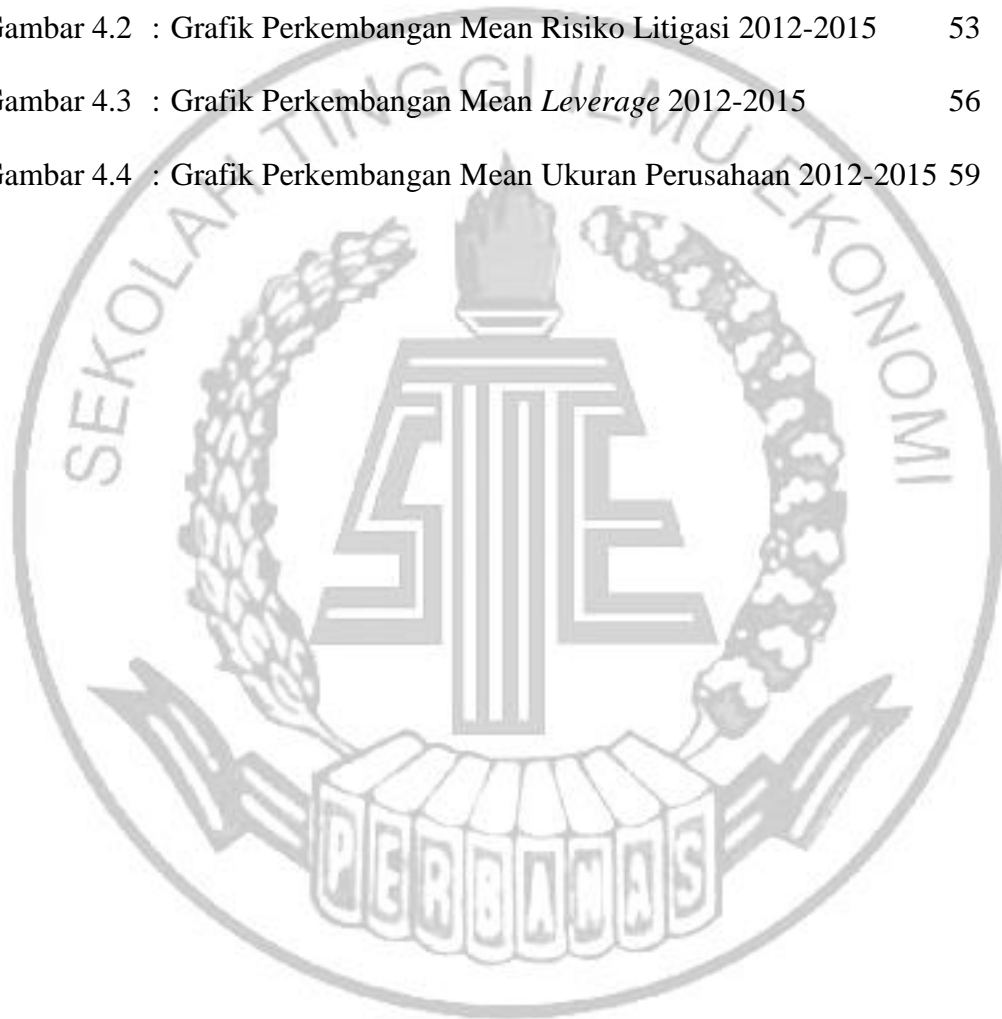 Gambar 4.2 : Grafik Perkembangan Mean Risiko Litigasi 2012-2015 53
Gambar 4.3 : Grafik Perkembangan Mean Leverage 2012-2015 56
Gambar 4.4 : Grafik Perkembangan Mean Ukuran Perusahaan 2012-2015 59
SEKOLAH TINGGI ILMU EKONOMI
STIE
PERBANAS